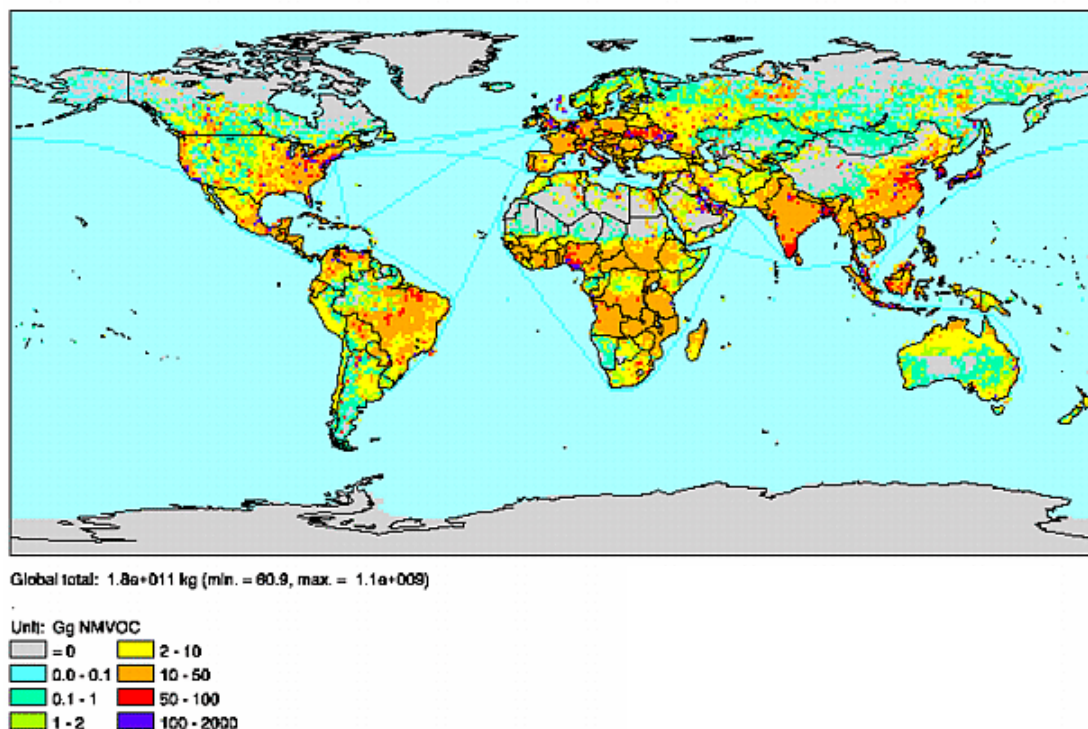 Global total: 1.8e+011 kg (min. = 60.9, max. = 1.1e+009)
.
Unit: Gg NMVOC
= 0
0.0 - 0.1
0.1 - 1
1 - 2
2 - 10
10 - 50
50 - 100
100 - 2000